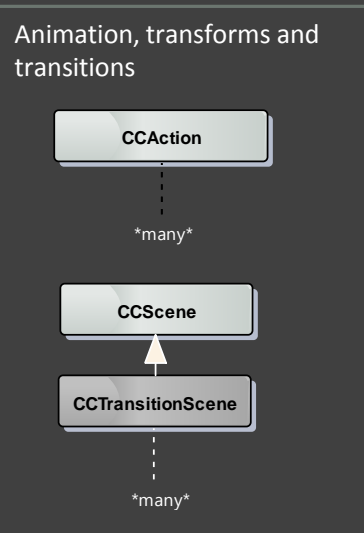 Animation, transforms and
transitions
CCAction
*many*
CCScene
CCTransitionScene
*many*